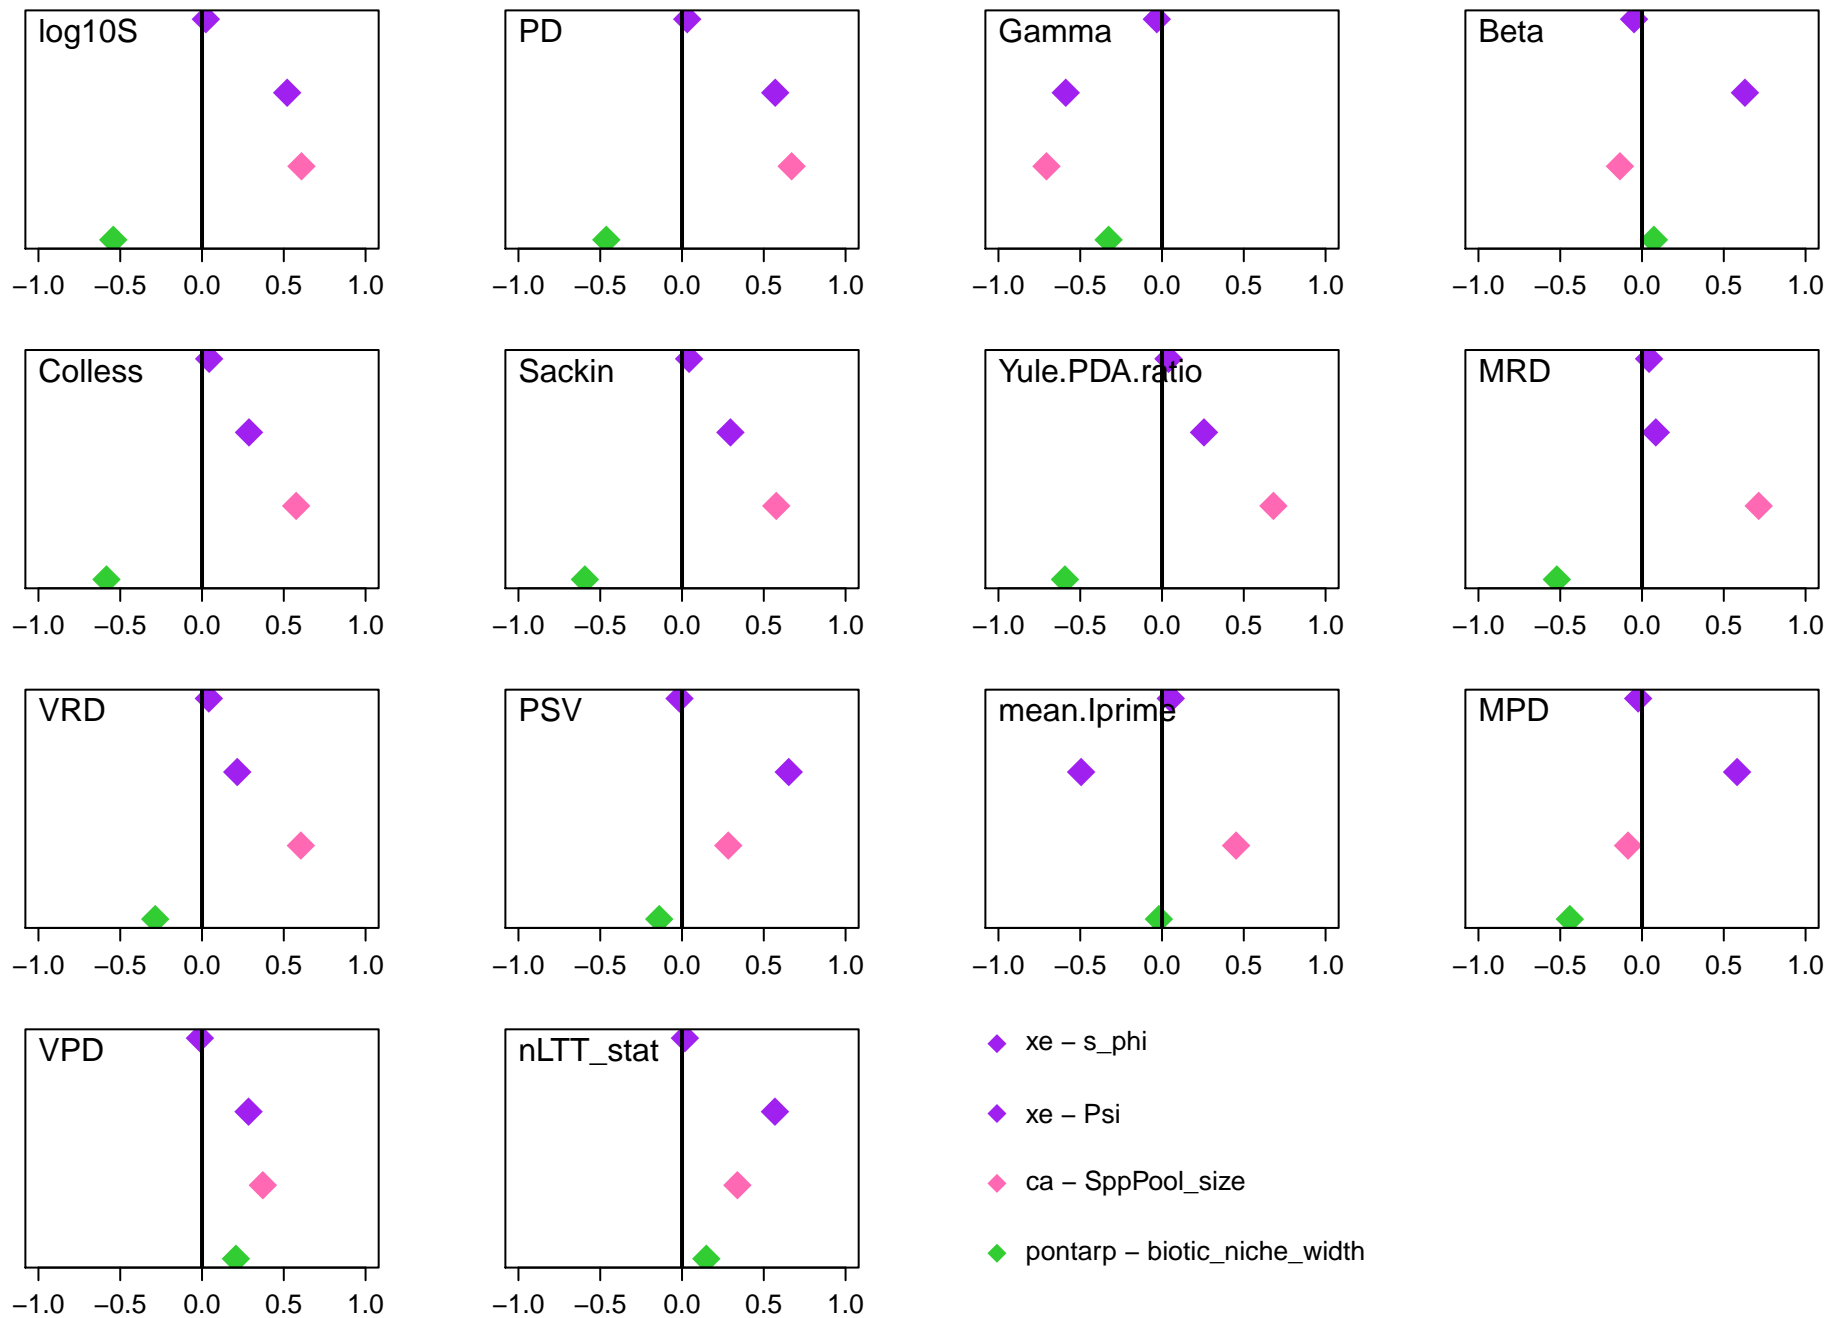 log10S
PD
Gamma
Beta
−1.0 −0.5 0.0 0.5 1.0
−1.0 −0.5 0.0 0.5 1.0
−1.0 −0.5 0.0 0.5 1.0
−1.0 −0.5 0.0 0.5 1.0
Colless
Sackin
Yule.PDA.ratio
MRD
−1.0 −0.5 0.0 0.5 1.0
−1.0 −0.5 0.0 0.5 1.0
−1.0 −0.5 0.0 0.5 1.0
−1.0 −0.5 0.0 0.5 1.0
VRD
PSV
mean.Iprime
MPD
−1.0 −0.5 0.0 0.5 1.0
−1.0 −0.5 0.0 0.5 1.0
−1.0 −0.5 0.0 0.5 1.0
−1.0 −0.5 0.0 0.5 1.0
VPD
nLTT_stat
−1.0 −0.5 0.0 0.5 1.0
−1.0 −0.5 0.0 0.5 1.0
xe − s_phi
xe − Psi
ca − SppPool_size
pontarp − biotic_niche_width